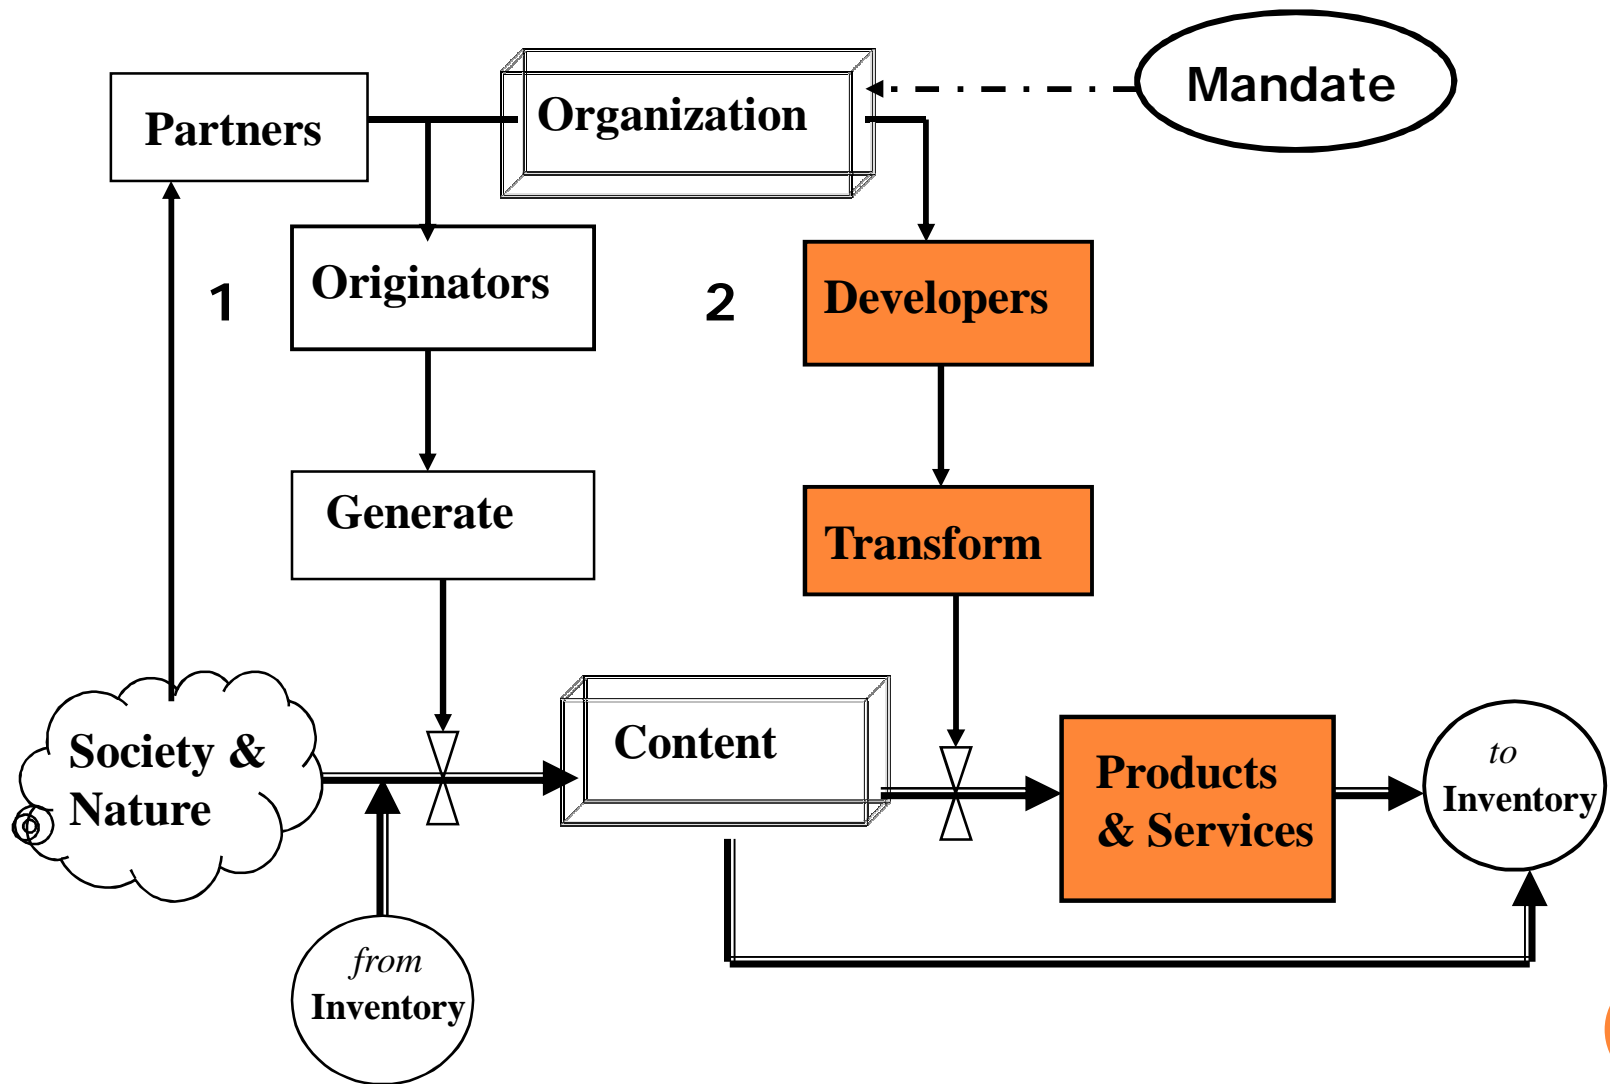 Mandate
Organization
Partners
1
Originators
2
Developers
Generate
Transform
Society &
Nature
Content
Products
& Services
to
Inventory
from
Inventory